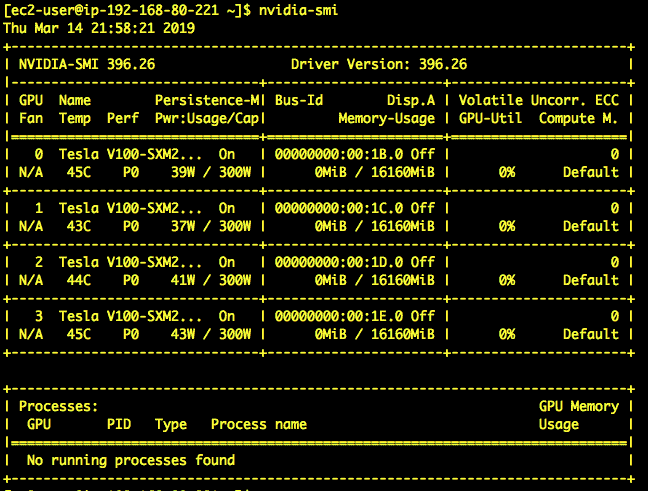 [ec2-user@ip-192-168-80-221 ~]$ nvidia-smi
Thu Mar 14 21:58:21 2019
+-----------------------------------------------------------------------------+
| NVIDIA-SMI 396.26                 Driver Version: 396.26                    |
|-------------------------------+----------------------+----------------------+
| GPU  Name        Persistence-M| Bus-Id        Disp.A | Volatile Uncorr. ECC |
| Fan  Temp  Perf  Pwr:Usage/Cap|         Memory-Usage | GPU-Util  Compute M. |
|===============================+======================+======================|
|   0  Tesla V100-SXM2...  On   | 00000000:00:1B.0 Off |                    0 |
| N/A   45C    P0    39W / 300W |      0MiB / 16160MiB |      0%      Default |
+-------------------------------+----------------------+----------------------+
|   1  Tesla V100-SXM2...  On   | 00000000:00:1C.0 Off |                    0 |
| N/A   43C    P0    37W / 300W |      0MiB / 16160MiB |      0%      Default |
+-------------------------------+----------------------+----------------------+
|   2  Tesla V100-SXM2...  On   | 00000000:00:1D.0 Off |                    0 |
| N/A   44C    P0    41W / 300W |      0MiB / 16160MiB |      0%      Default |
+-------------------------------+----------------------+----------------------+
|   3  Tesla V100-SXM2...  On   | 00000000:00:1E.0 Off |                    0 |
| N/A   45C    P0    43W / 300W |      0MiB / 16160MiB |      0%      Default |
+-------------------------------+----------------------+----------------------+
+-----------------------------------------------------------------------------+
| Processes:                                                       GPU Memory |
|  GPU       PID   Type   Process name                             Usage      |
|=============================================================================|
|  No running processes found                                                 |
+-----------------------------------------------------------------------------+